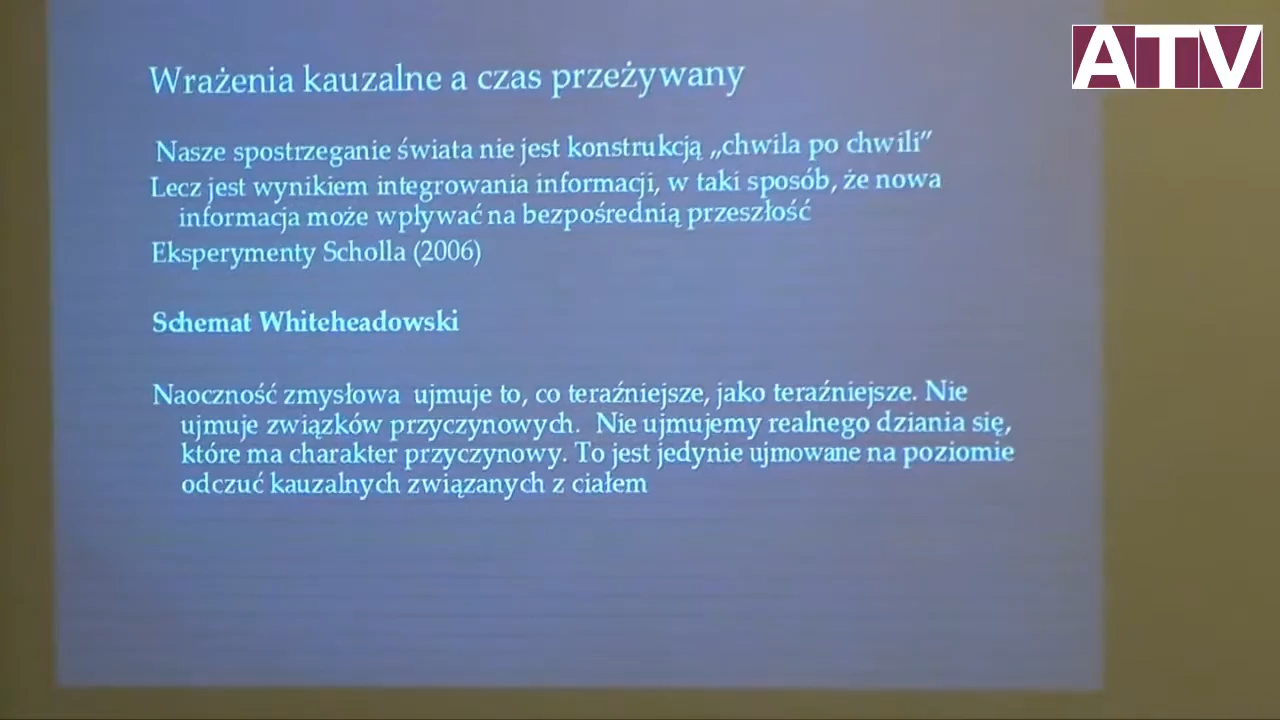 ATV
Wrażenia kauzalne a czas przeżywany
Nasze spostrzeganie świata nie jest konstrukcją „chwila po chwili”
Lecz jest wynikiem integrowania informacji, w taki sposób, że nowa
informacja może wpływać na bezpośrednią przeszłość
Eksperymenty Scholla (2006)
Schemat Whiteheadowski
Naoczność zmysłowa ujmuje to, co teraźniejsze, jako teraźniejsze. Nie
ujmuje związków przyczynowych. Nie ujmujemy realnego dziania się,
które ma charakter przyczynowy. To jest jedynie ujmowane na poziomie
odczuć kauzalnych związanych z ciałem